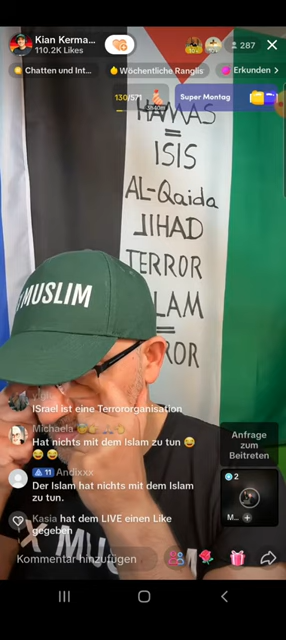 Kian Kerma...
110.2K Likes
287
Chatten und Int...
Wöchentliche Ranglis
Erkunden
130/571
Super Montag
HAMAS
=
ISIS
AL-Qaida
JIHAD
TERROR
LAM
=
ROR
MUSLIM
ISrael ist eine Terrororganisation
Michaela
Hat nichts mit dem Islam zu tun 😂
😂😂
11 Andixxx
Der Islam hat nichts mit dem Islam
zu tun.
Kasia hat dem LIVE einen Like
gegeben
Anfrage
zum
Beitreten
2
M...
X MU
Kommentar hinzufügen